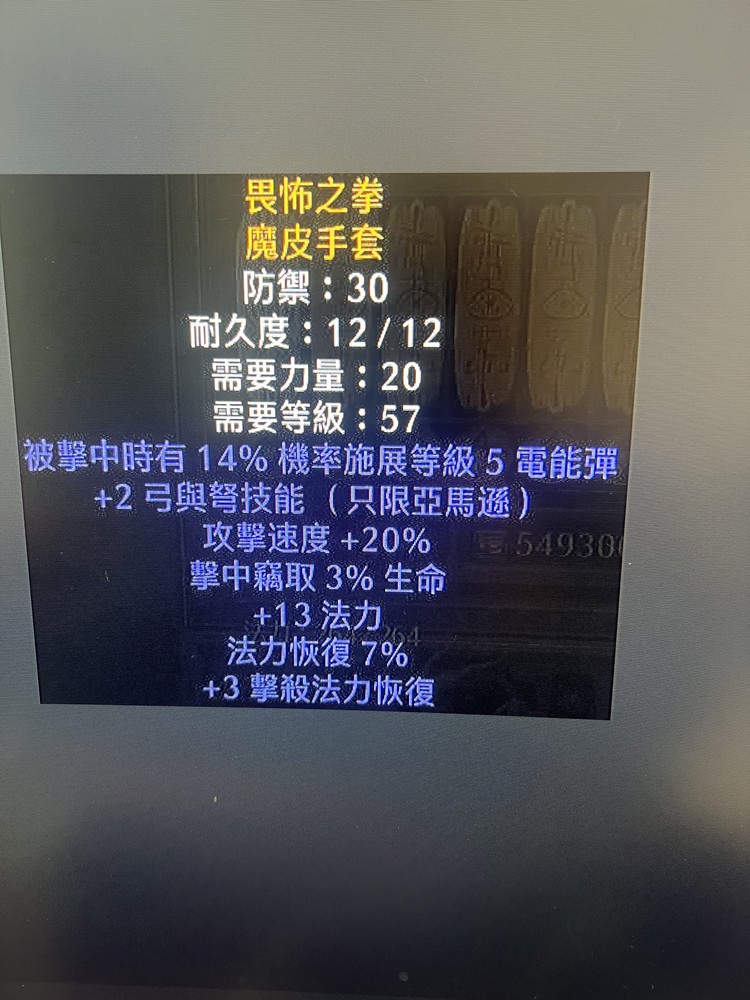 畏怖之拳
魔皮手套
防禦：30
耐久度：12 / 12
需要力量：20
需要等級：57
被擊中時有 14% 機率施展等級 5 電能彈
+2 弓與弩技能 （只限亞馬遜）
攻擊速度 +20%
549300
擊中竊取 3% 生命
+13 法力
法力恢復 7%
+3 擊殺法力恢復